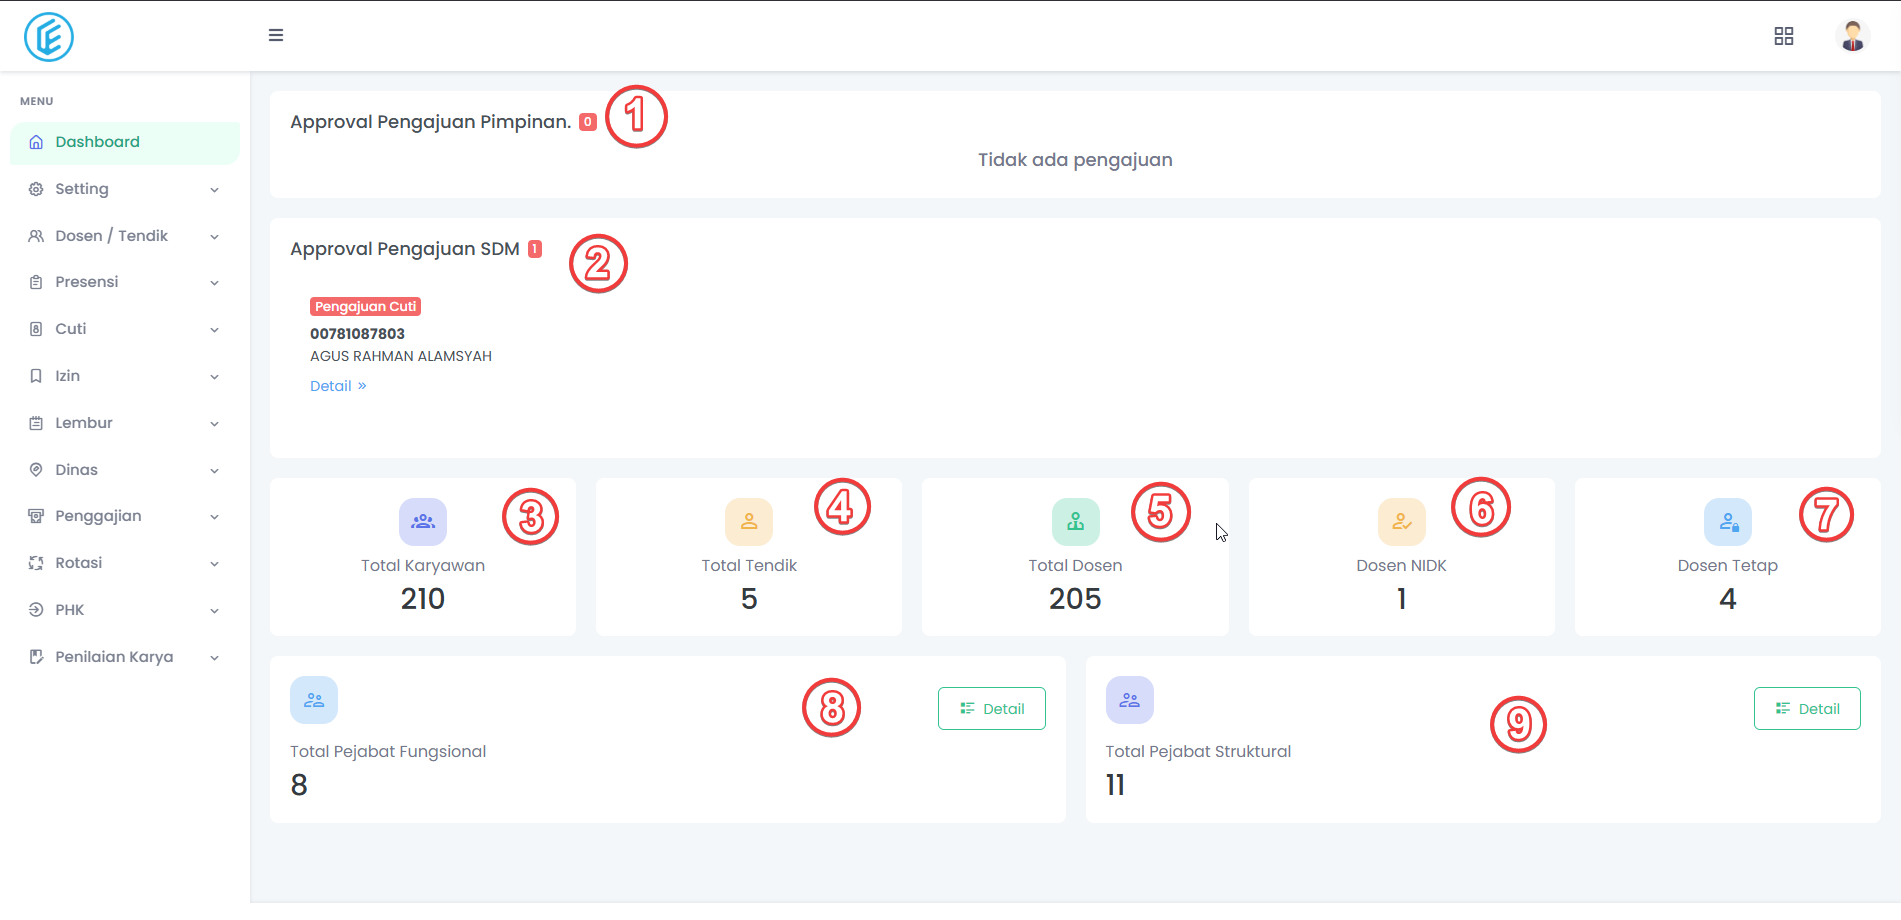 MENU
Dashboard
Setting
Dosen / Tendik
Presensi
Cuti
Izin
Lembur
Dinas
Penggajian
Rotasi
PHK
Penilaian Karya
Approval Pengajuan Pimpinan. 0
1
Tidak ada pengajuan
Approval Pengajuan SDM 1
2
Pengajuan Cuti
00781087803
AGUS RAHMAN ALAMSYAH
Detail »
3
Total Karyawan
210
4
Total Tendik
5
5
Total Dosen
205
6
Dosen NIDK
1
7
Dosen Tetap
4
8
Detail
Total Pejabat Fungsional
8
9
Detail
Total Pejabat Struktural
11